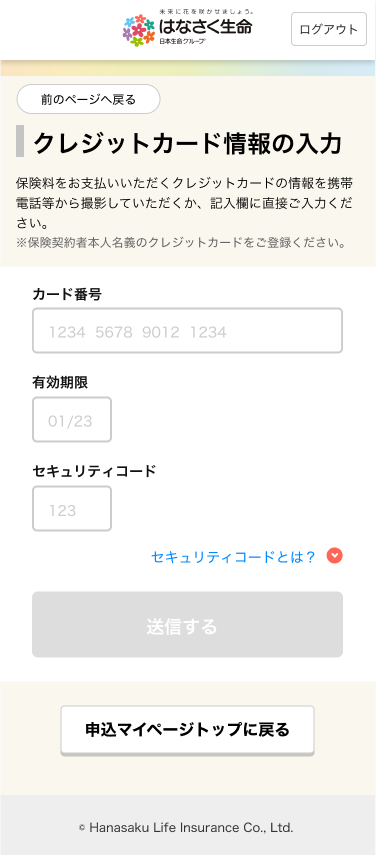 未来に花を咲かせましょう。
はなさく生命
日本生命グループ
ログアウト
前のページへ戻る
クレジットカード情報の入力
保険料をお支払いいただくクレジットカードの情報を携帯
電話等から撮影していただくか、記入欄に直接ご入力くだ
さい。
※保険契約者本人名義のクレジットカードをご登録ください。
カード番号
1234 5678 9012 1234
有効期限
01/23
セキュリティコード
123
セキュリティコードとは？
送信する
申込マイページトップに戻る
© Hanasaku Life Insurance Co., Ltd.